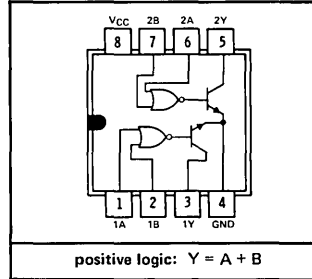 VCC 2B 2A 2Y
8 7 6 5
1 2 3 4
1A 1B 1Y GND
positive logic: Y = A + B